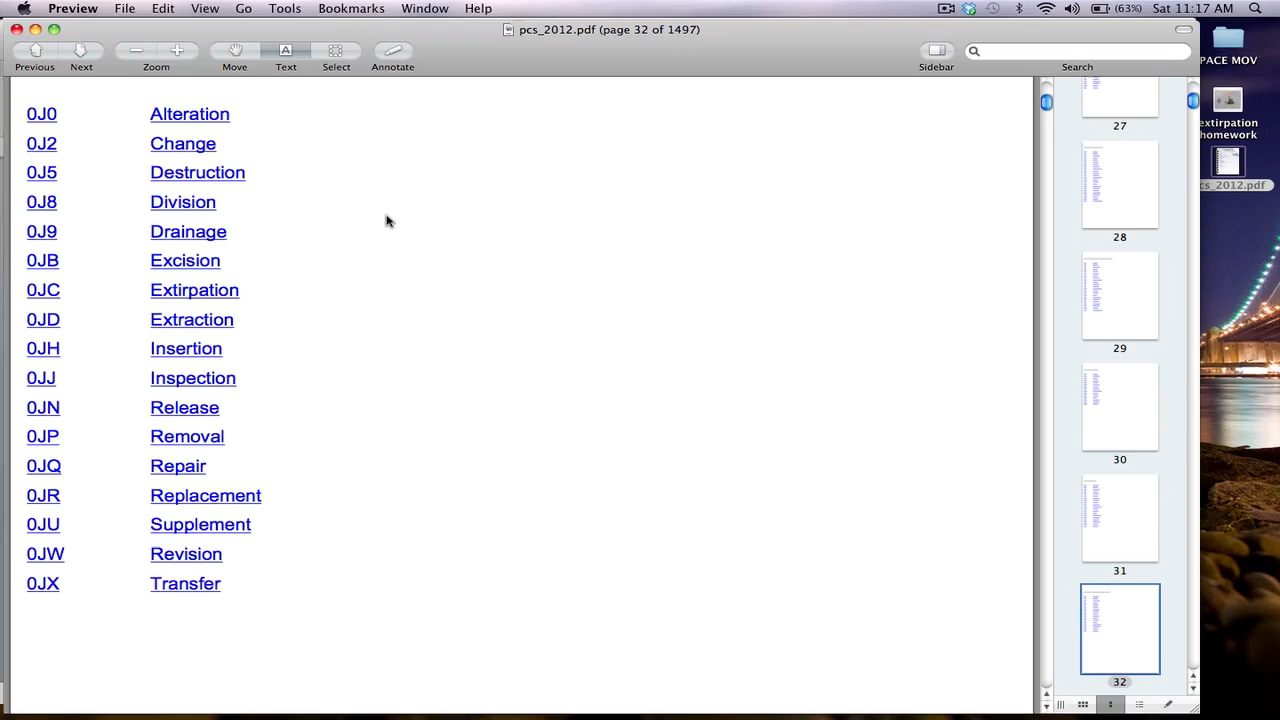 Preview File Edit View Go Tools Bookmarks Window Help (63%) Sat 11:17 AM
pcs_2012.pdf (page 32 of 1497)
Previous Next Zoom Move Text Select Annotate Sidebar Search
0J0 Alteration
0J2 Change
0J5 Destruction
0J8 Division
0J9 Drainage
0JB Excision
0JC Extirpation
0JD Extraction
0JH Insertion
0JJ Inspection
0JN Release
0JP Removal
0JQ Repair
0JR Replacement
0JU Supplement
0JW Revision
0JX Transfer
27
28
29
30
31
32
PACE MOV
extirpation
homework
cs_2012.pdf